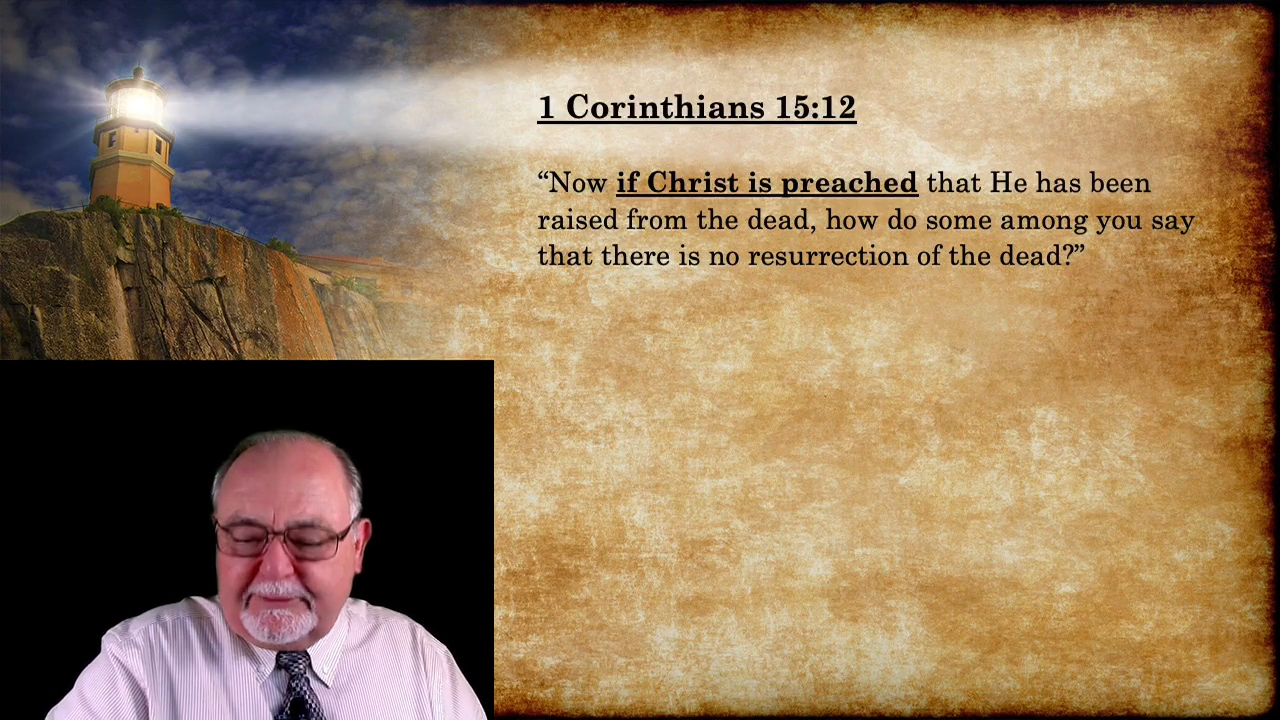 1 Corinthians 15:12
“Now if Christ is preached that He has been
raised from the dead, how do some among you say
that there is no resurrection of the dead?”